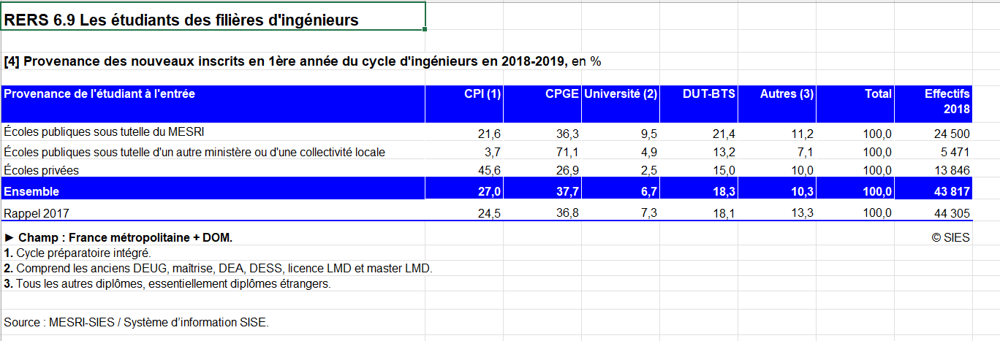 RERS 6.9 Les étudiants des filières d'ingénieurs
[4] Provenance des nouveaux inscrits en 1ère année du cycle d'ingénieurs en 2018-2019, en %
Provenance de l'étudiant à l'entrée CPI (1) CPGE Université (2) DUT-BTS Autres (3) Total Effectifs
2018
Écoles publiques sous tutelle du MESRI 21,6 36,3 9,5 21,4 11,2 100,0 24 500
Écoles publiques sous tutelle d'un autre ministère ou d'une collectivité locale 3,7 71,1 4,9 13,2 7,1 100,0 5 471
Écoles privées 45,6 26,9 2,5 15,0 10,0 100,0 13 846
Ensemble 27,0 37,7 6,7 18,3 10,3 100,0 43 817
Rappel 2017 24,5 36,8 7,3 18,1 13,3 100,0 44 305
► Champ : France métropolitaine + DOM. © SIES
1. Cycle préparatoire intégré.
2. Comprend les anciens DEUG, maîtrise, DEA, DESS, licence LMD et master LMD.
3. Tous les autres diplômes, essentiellement diplômes étrangers.
Source : MESRI-SIES / Système d’information SISE.